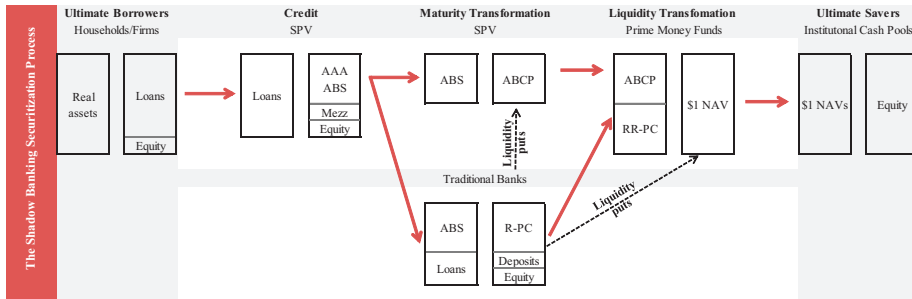 The Shadow Banking Securitization Process
Ultimate Borrowers
Households/Firms
Credit
SPV
Maturity Transformation
SPV
Liquidity Transfomation
Prime Money Funds
Ultimate Savers
Institutonal Cash Pools
Real
assets
Loans
Equity
Loans
AAA
ABS
Mezz
Equity
ABS
ABCP
ABCP
RR-PC
$1 NAV
$1 NAVs
Equity
Liquidity
puts
Traditional Banks
Liquidity
puts
ABS
Loans
R-PC
Deposits
Equity